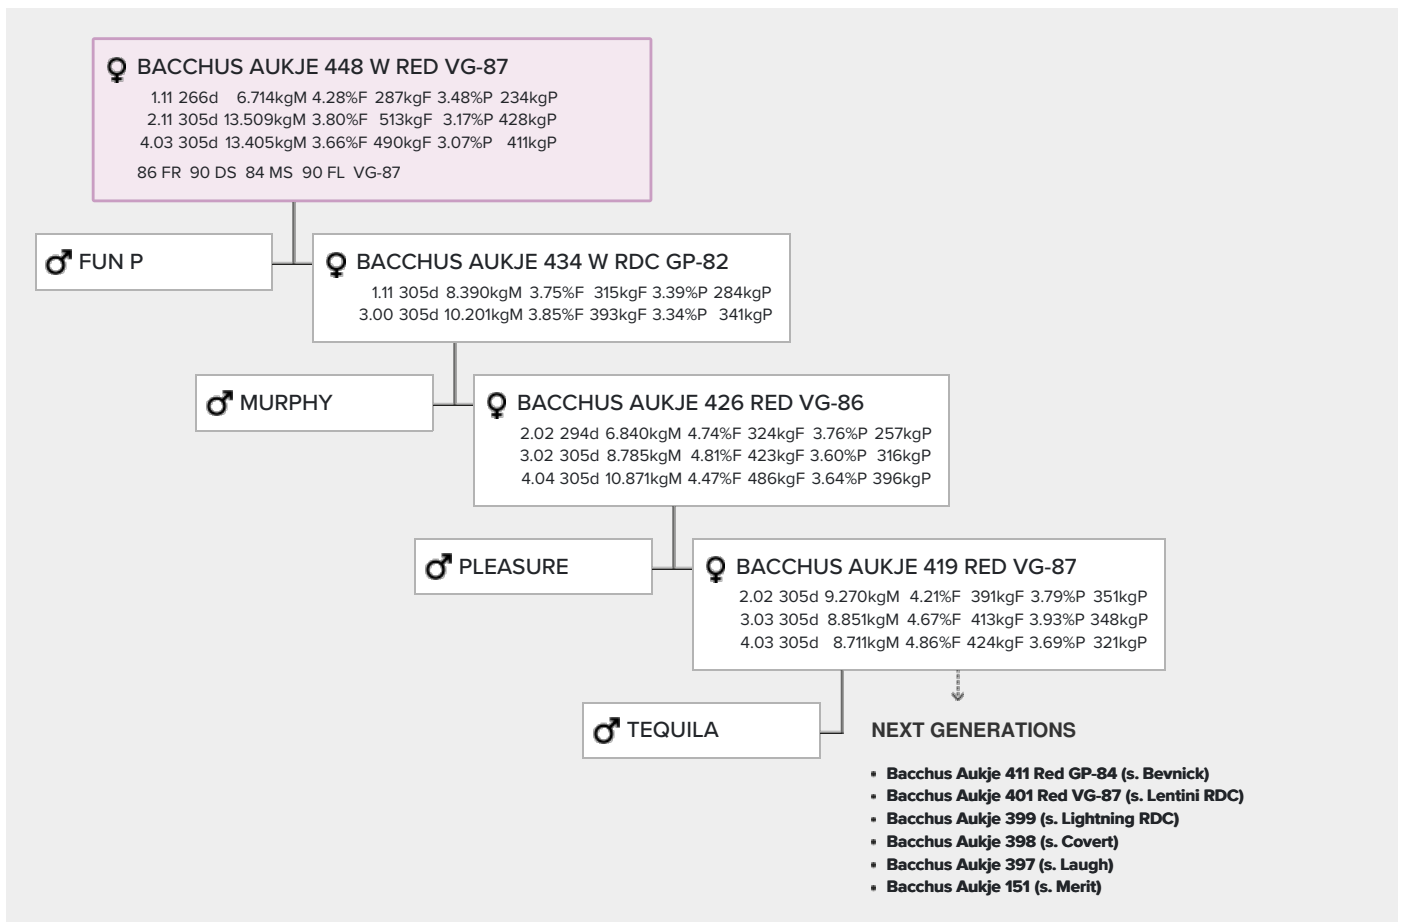 BACCHUS AUKJE 448 W RED VG-87
1.11 266d 6.714kgM 4.28%F 287kgF 3.48%P 234kgP
2.11 305d 13.509kgM 3.80%F 513kgF 3.17%P 428kgP
4.03 305d 13.405kgM 3.66%F 490kgF 3.07%P 411kgP
86 FR 90 DS 84 MS 90 FL VG-87
FUN P
BACCHUS AUKJE 434 W RDC GP-82
1.11 305d 8.390kgM 3.75%F 315kgF 3.39%P 284kgP
3.00 305d 10.201kgM 3.85%F 393kgF 3.34%P 341kgP
MURPHY
BACCHUS AUKJE 426 RED VG-86
2.02 294d 6.840kgM 4.74%F 324kgF 3.76%P 257kgP
3.02 305d 8.785kgM 4.81%F 423kgF 3.60%P 316kgP
4.04 305d 10.871kgM 4.47%F 486kgF 3.64%P 396kgP
PLEASURE
BACCHUS AUKJE 419 RED VG-87
2.02 305d 9.270kgM 4.21%F 391kgF 3.79%P 351kgP
3.03 305d 8.851kgM 4.67%F 413kgF 3.93%P 348kgP
4.03 305d 8.711kgM 4.86%F 424kgF 3.69%P 321kgP
TEQUILA
NEXT GENERATIONS
• Bacchus Aukje 411 Red GP-84 (s. Bevnick)
• Bacchus Aukje 401 Red VG-87 (s. Lentini RDC)
• Bacchus Aukje 399 (s. Lightning RDC)
• Bacchus Aukje 398 (s. Covert)
• Bacchus Aukje 397 (s. Laugh)
• Bacchus Aukje 151 (s. Merit)